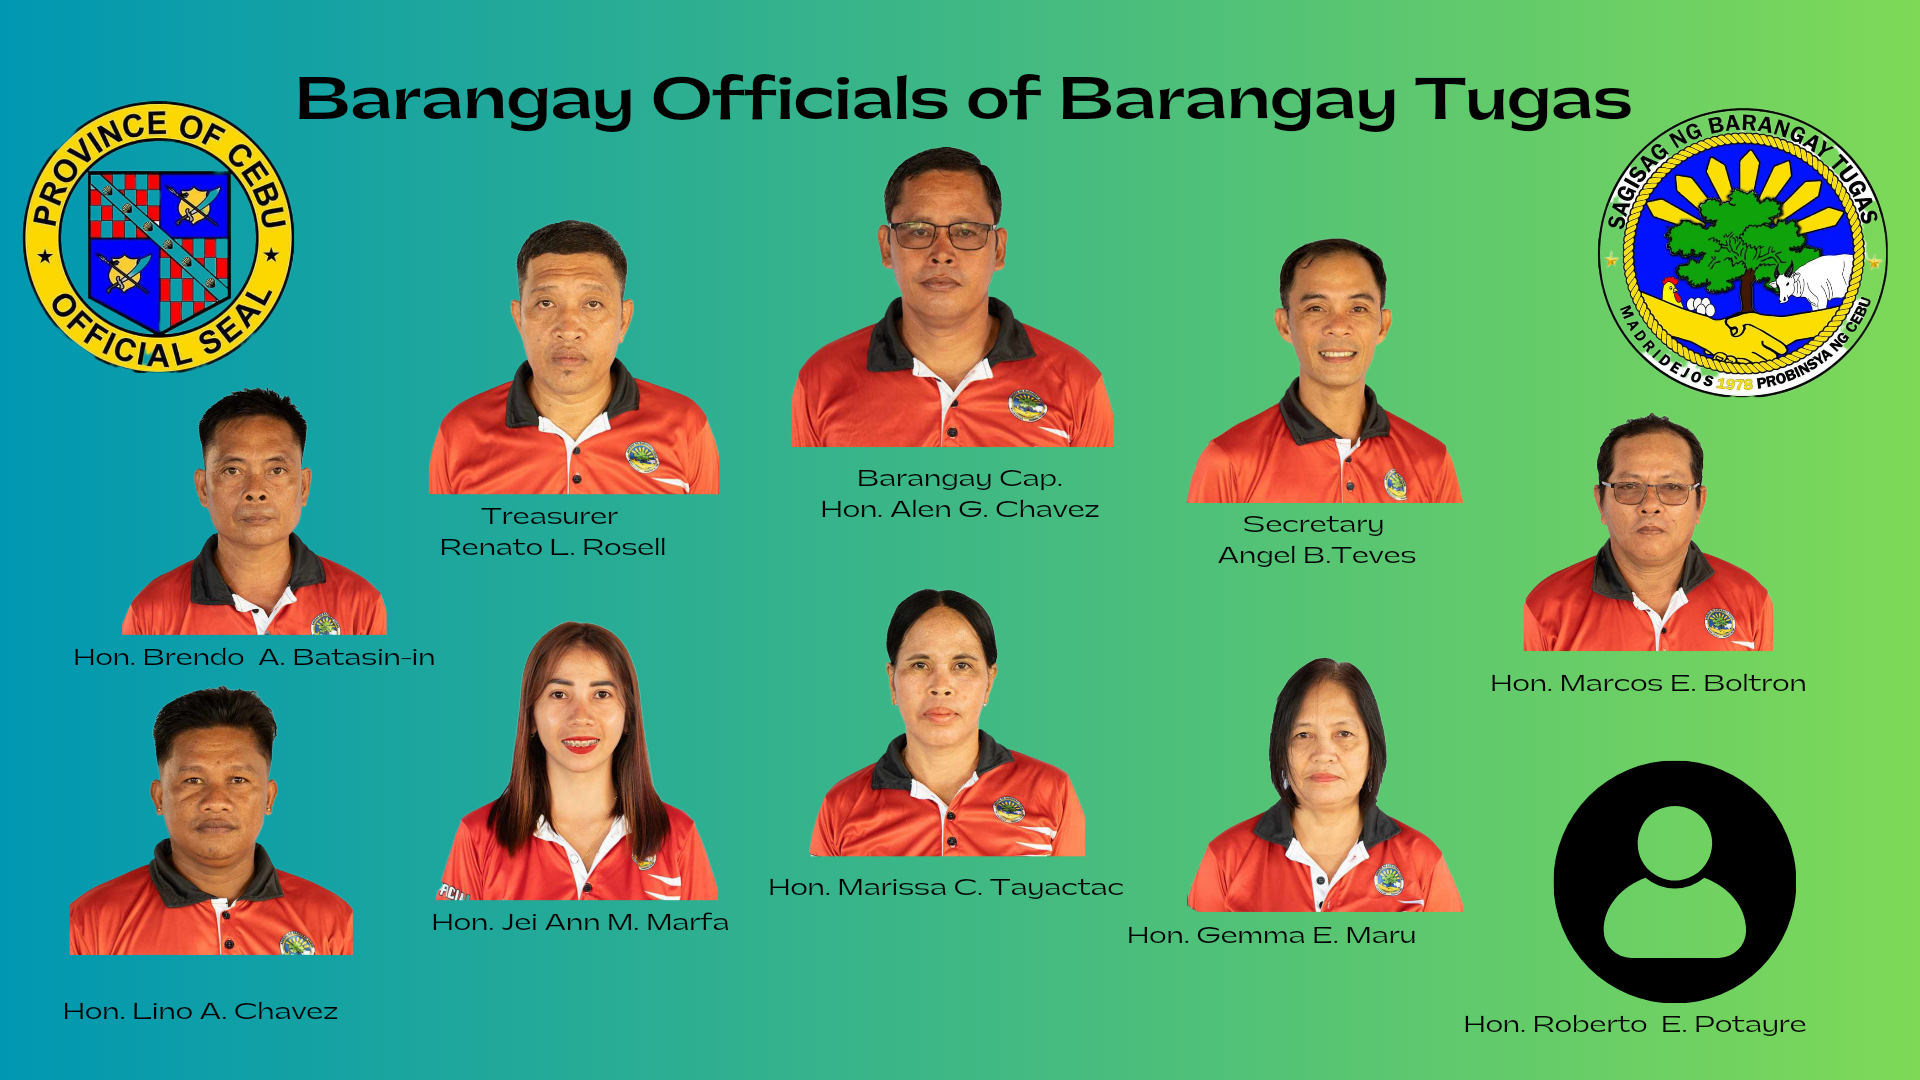 Barangay Officials of Barangay Tugas
PROVINCE OF CEBU
OFFICIAL SEAL
SAGISAG NG BARANGAY TUGAS
MADRIDEJOS 1978 PROBINSYA NG CEBU
Barangay Cap.
Hon. Alen G. Chavez
Treasurer
Renato L. Rosell
Secretary
Angel B.Teves
Hon. Brendo A. Batasin-in
Hon. Marcos E. Boltron
Hon. Jei Ann M. Marfa
Hon. Marissa C. Tayactac
Hon. Gemma E. Maru
Hon. Lino A. Chavez
Hon. Roberto E. Potayre